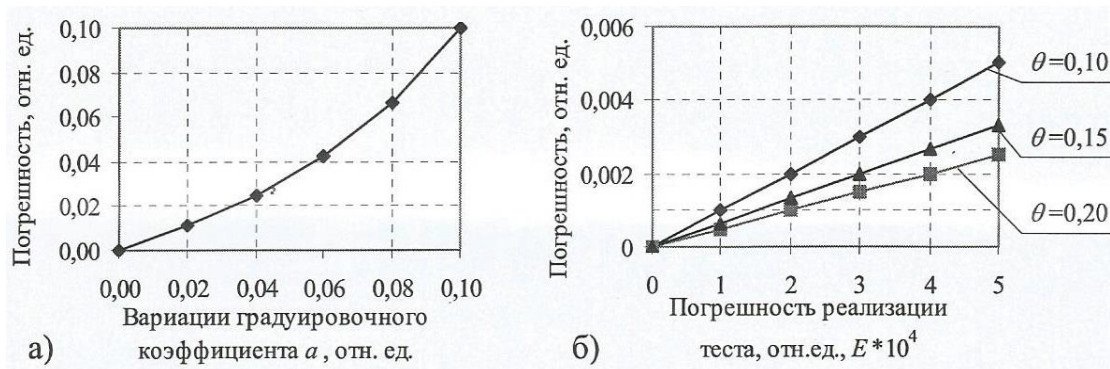 Погрешность, отн. ед.
0,10
0,08
0,06
0,04
0,02
0,00
0,00 0,02 0,04 0,06 0,08 0,10
Вариации градуировочного
коэффициента a , отн. ед.
а)
Погрешность, отн. ед.
0,006
0,004
0,002
0
0 1 2 3 4 5
θ=0,10
θ=0,15
θ=0,20
Погрешность реализации
теста, отн.ед., E*10⁴
б)